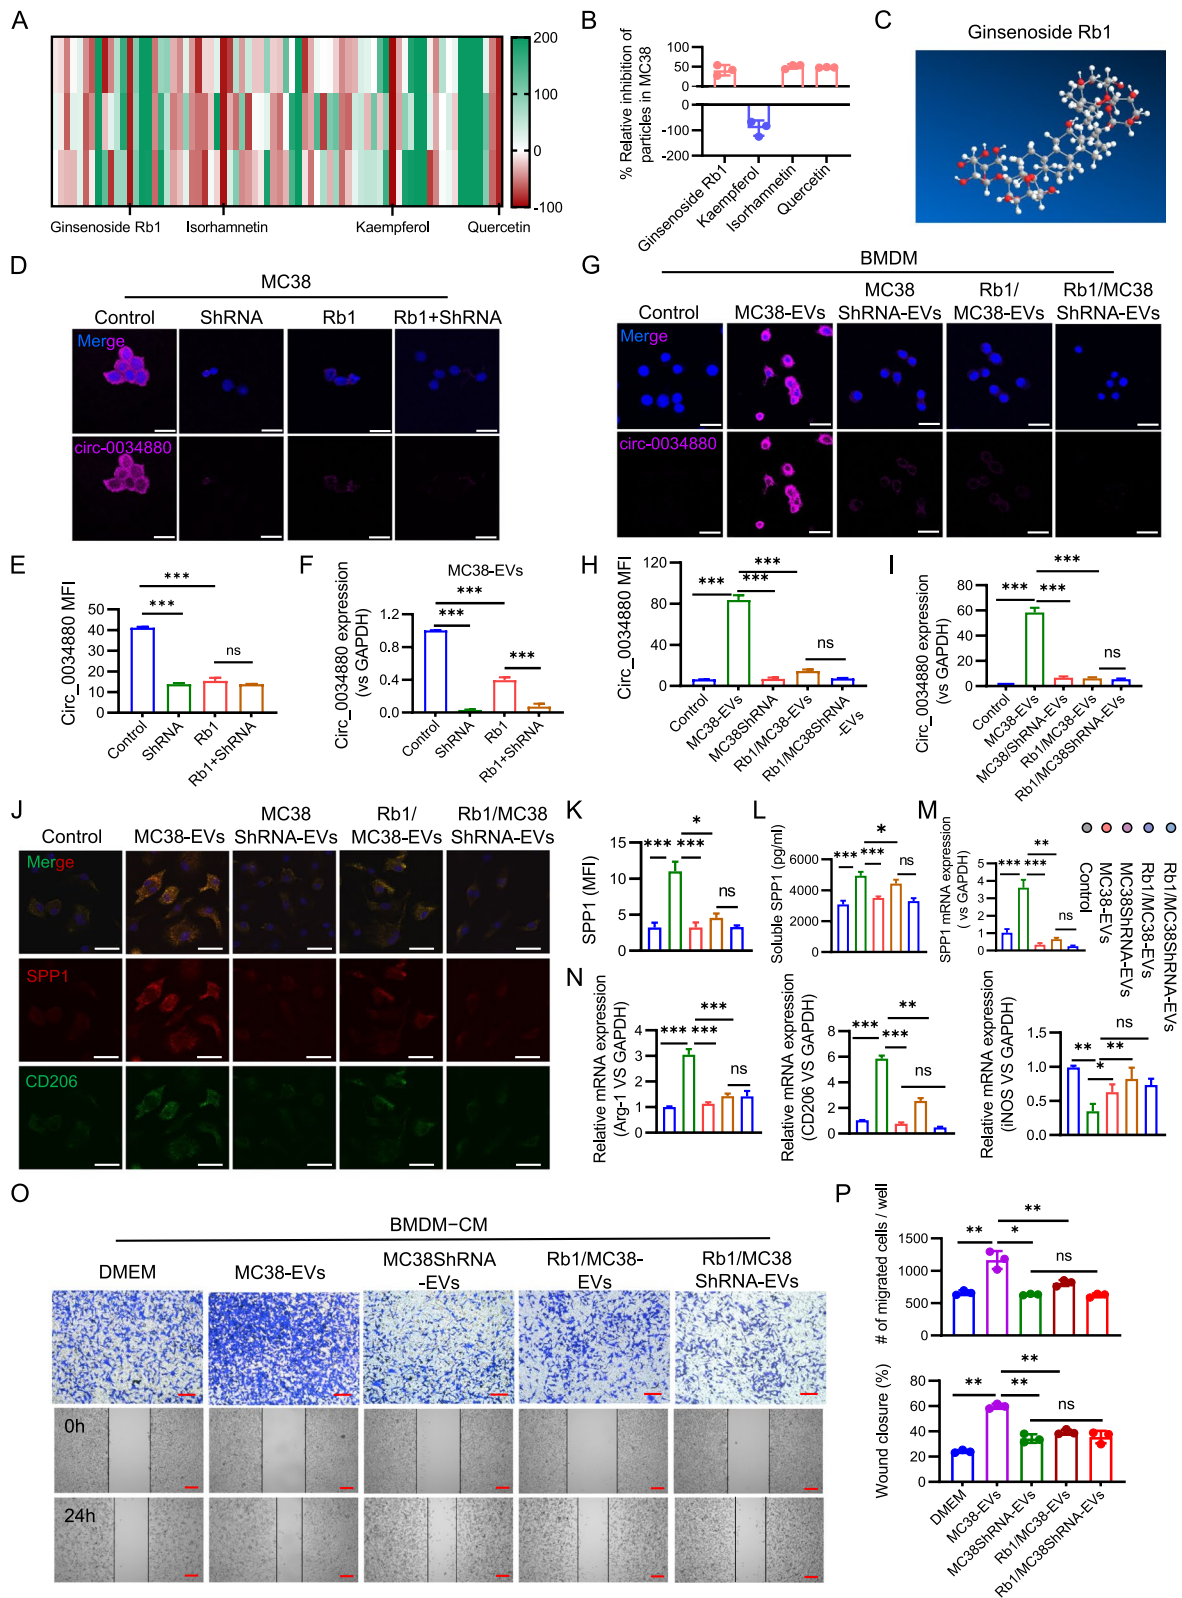 A
200
100
0
-100
Ginsenoside Rb1
Isorhamnetin
Kaempferol
Quercetin
B
% Relative inhibition of
particles in MC38
100
50
0
0
-100
-200
Ginsenoside Rb1
Kaempferol
Isorhamnetin
Quercetin
C
Ginsenoside Rb1
D
MC38
Control
ShRNA
Rb1
Rb1+ShRNA
Merge
circ-0034880
G
BMDM
Control
MC38-EVs
MC38
ShRNA-EVs
Rb1/
MC38-EVs
Rb1/MC38
ShRNA-EVs
Merge
circ-0034880
E
Circ_0034880 MFI
50
40
30
20
10
0
***
***
ns
Control
ShRNA
Rb1
Rb1+ShRNA
F
MC38-EVs
Circ_0034880 expression
(vs GAPDH)
1.2
0.8
0.4
0.0
***
***
***
Control
ShRNA
Rb1
Rb1+ShRNA
H
Circ_0034880 MFI
120
80
40
0
***
***
***
ns
Control
MC38-EVs
MC38ShRNA
Rb1/MC38-EVs
Rb1/MC38ShRNA
-EVs
I
Circ_0034880 expression
(vs GAPDH)
80
60
40
20
0
***
***
***
ns
Control
MC38-EVs
MC38/ShRNA-EVs
Rb1/MC38-EVs
Rb1/MC38ShRNA-EVs
J
Control
MC38-EVs
MC38
ShRNA-EVs
Rb1/
MC38-EVs
Rb1/MC38
ShRNA-EVs
Merge
SPP1
CD206
K
SPP1 (MFI)
15
10
5
0
*
***
***
ns
L
Soluble SPP1 (pg/ml)
6000
4000
2000
0
*
***
***
ns
M
SPP1 mRNA expression
( vs GAPDH)
5
4
3
2
1
0
**
***
***
ns
Control
MC38-EVs
MC38ShRNA-EVs
Rb1/MC38-EVs
Rb1/MC38ShRNA-EVs
N
Relative mRNA expression
(Arg-1 VS GAPDH)
4
3
2
1
0
***
***
***
ns
Relative mRNA expression
(CD206 VS GAPDH)
8
6
4
2
0
**
***
***
ns
Relative mRNA expression
(iNOS VS GAPDH)
1.5
1.0
0.5
0.0
ns
**
**
*
O
BMDM-CM
DMEM
MC38-EVs
MC38ShRNA
-EVs
Rb1/MC38-
EVs
Rb1/MC38
ShRNA-EVs
0h
24h
P
# of migrated cells / well
1500
1000
500
0
**
**
*
ns
Wound closure (%)
80
60
40
20
0
**
**
**
ns
DMEM
MC38-EVs
MC38ShRNA-EVs
Rb1/MC38-EVs
Rb1/MC38ShRNA-EVs